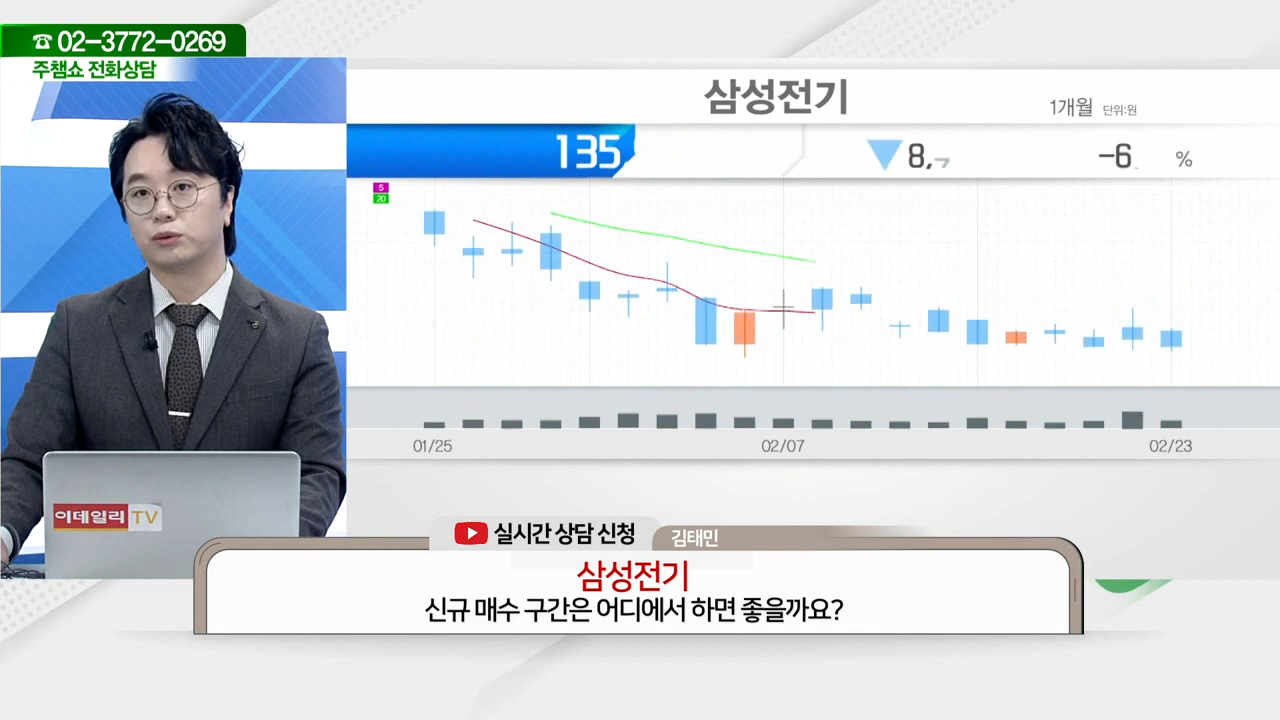 ☎ 02-3772-0269
주챔쇼 전화상담
삼성전기
1개월 단위:원
135
▼ 8,
-6 %
5
20
01/25 02/07 02/23
이데일리 TV
실시간 상담 신청 김태민
삼성전기
신규 매수 구간은 어디에서 하면 좋을까요?